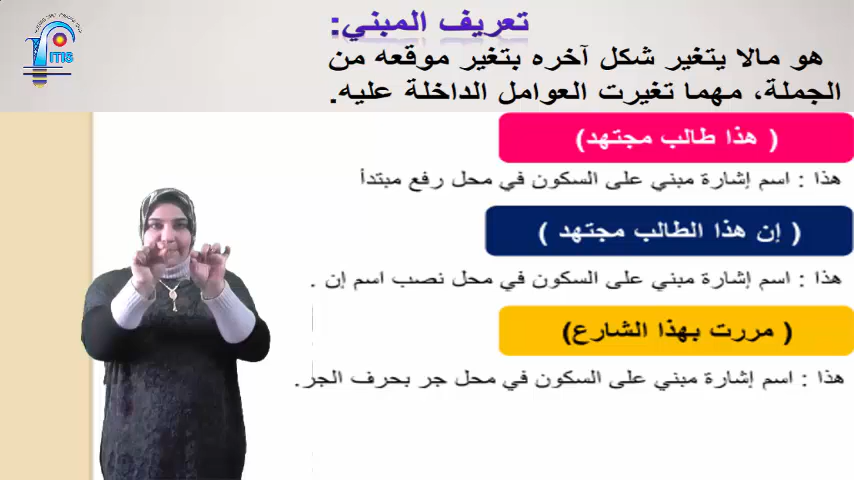 تعريف المبني:
هو مالا يتغير شكل آخره بتغير موقعه من
الجملة، مهما تغيرت العوامل الداخلة عليه.
( هذا طالب مجتهد)
هذا : اسم إشارة مبني على السكون في محل رفع مبتدأ
( إن هذا الطالب مجتهد )
هذا : اسم إشارة مبني على السكون في محل نصب اسم إن .
( مررت بهذا الشارع)
هذا : اسم إشارة مبني على السكون في محل جر بحرف الجر.